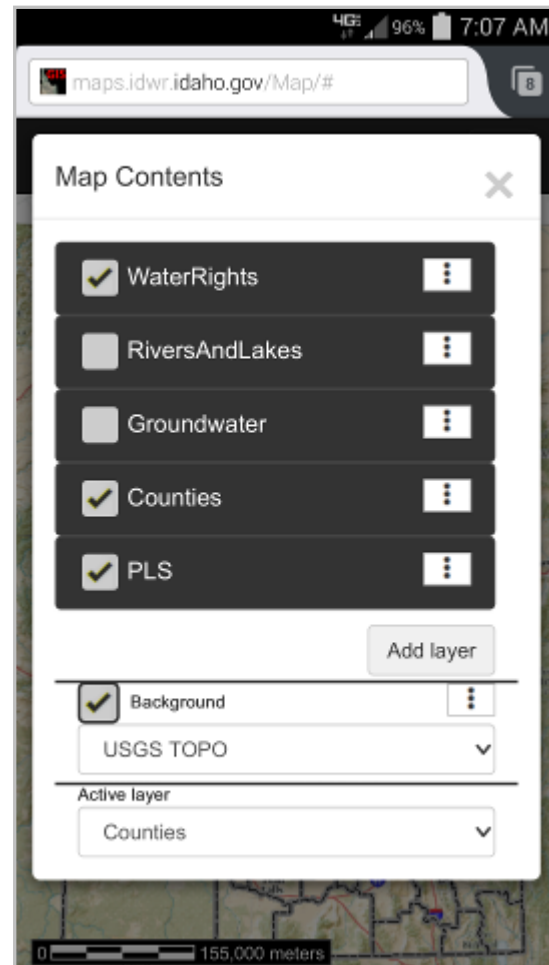 4G 96% 7:07 AM
GIS maps.idwr.idaho.gov/Map/# 8
Map Contents
WaterRights
RiversAndLakes
Groundwater
Counties
PLS
Add layer
Background
USGS TOPO
Active layer
Counties
0 155,000 meters